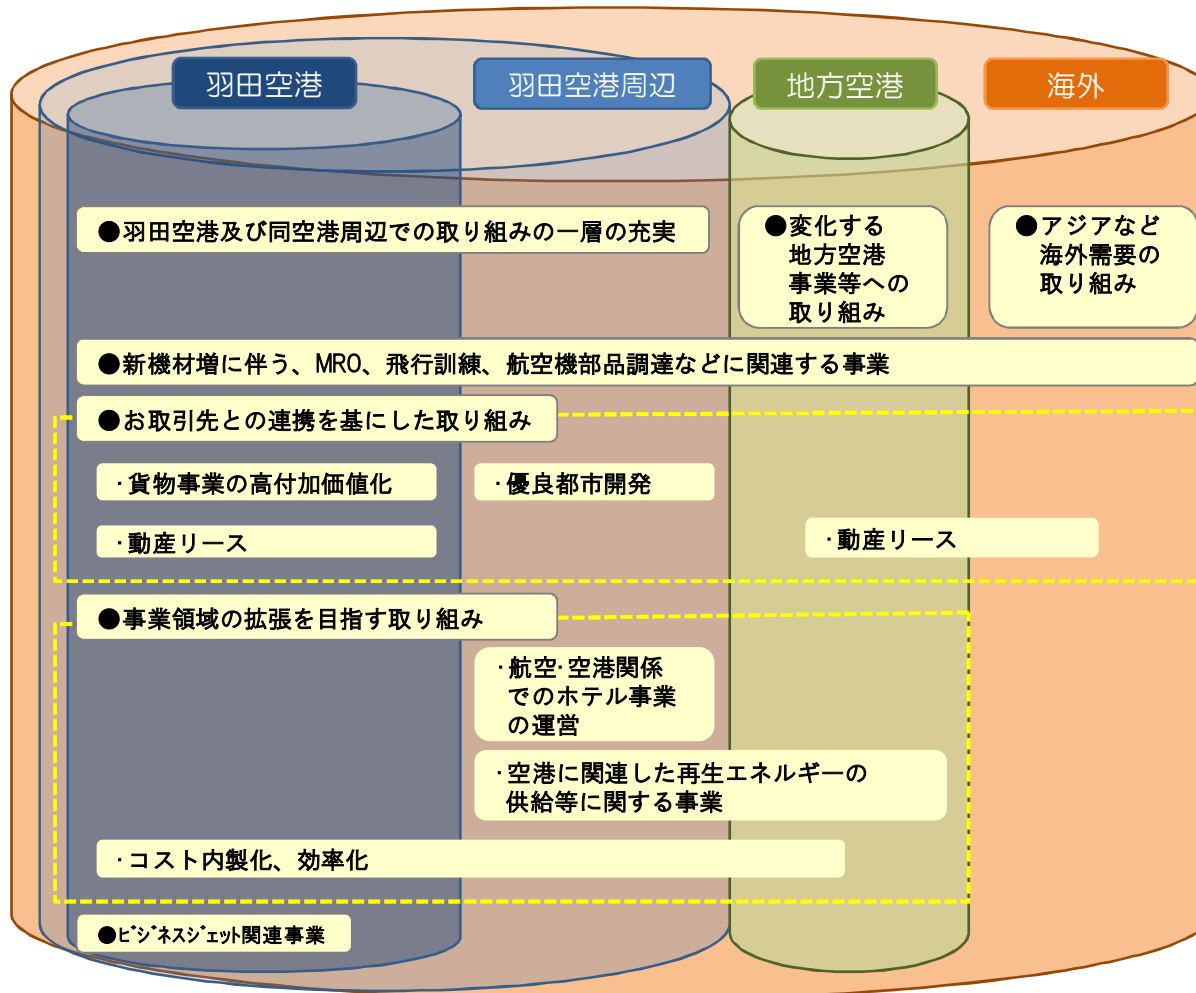 羽田空港
羽田空港周辺
地方空港
海外
●羽田空港及び同空港周辺での取り組みの一層の充実
●変化する
地方空港
事業等への
取り組み
●アジアなど
海外需要の
取り組み
●新機材増に伴う、MRO、飛行訓練、航空機部品調達などに関連する事業
●お取引先との連携を基にした取り組み
・貨物事業の高付加価値化
・優良都市開発
・動産リース
・動産リース
●事業領域の拡張を目指す取り組み
・航空・空港関係
でのホテル事業
の運営
・空港に関連した再生エネルギーの
供給等に関する事業
・コスト内製化、効率化
●ﾋﾞｼﾞﾈｽｼﾞｪｯﾄ関連事業